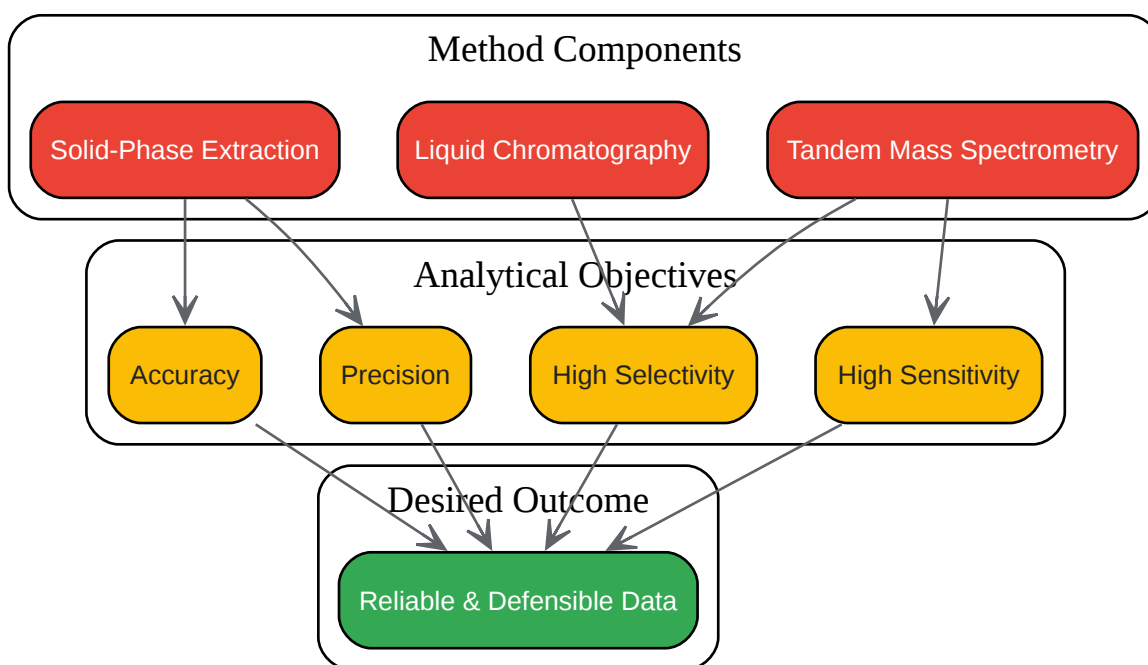 Method Components
Solid-Phase Extraction
Liquid Chromatography
Tandem Mass Spectrometry
Analytical Objectives
Accuracy
Precision
High Selectivity
High Sensitivity
Desired Outcome
Reliable & Defensible Data